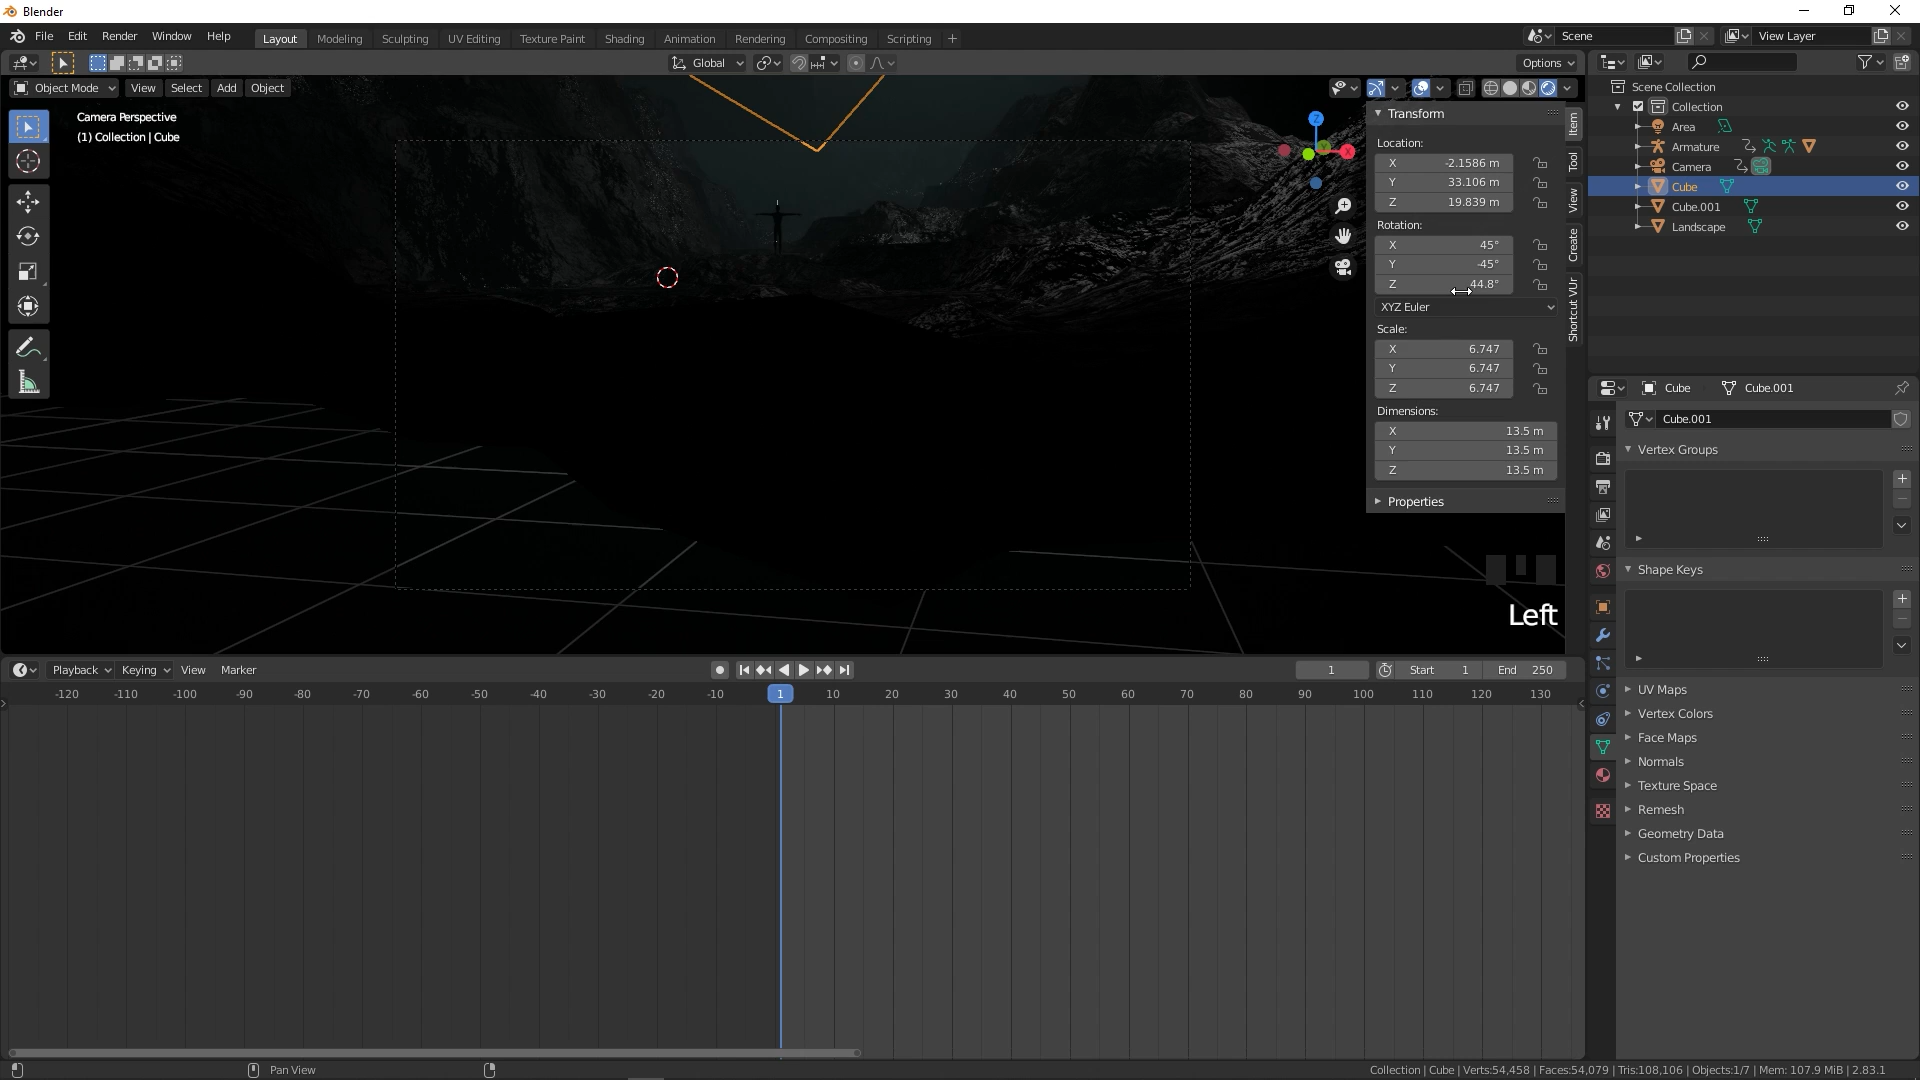 Blender
File Edit Render Window Help
Layout Modeling Sculpting UV Editing Texture Paint Shading Animation Rendering Compositing Scripting +
Scene
View Layer
Global
Options
Object Mode View Select Add Object
Camera Perspective
(1) Collection | Cube
Z
X
Y
Transform
Location:
X -2.1586 m
Y 33.106 m
Z 19.839 m
Rotation:
X 45°
Y -45°
Z 44.8°
XYZ Euler
Scale:
X 6.747
Y 6.747
Z 6.747
Dimensions:
X 13.5 m
Y 13.5 m
Z 13.5 m
Properties
Item
Tool
View
Create
Shortcut VUr
Left
Scene Collection
Collection
Area
Armature
Camera
Cube
Cube.001
Landscape
Cube Cube.001
Cube.001
Vertex Groups
Shape Keys
UV Maps
Vertex Colors
Face Maps
Normals
Texture Space
Remesh
Geometry Data
Custom Properties
Playback Keying View Marker
1 Start 1 End 250
-120 -110 -100 -90 -80 -70 -60 -50 -40 -30 -20 -10 1 10 20 30 40 50 60 70 80 90 100 110 120 130
Pan View
Collection | Cube | Verts:54,458 | Faces:54,079 | Tris:108,106 | Objects:1/7 | Mem: 107.9 MiB | 2.83.1